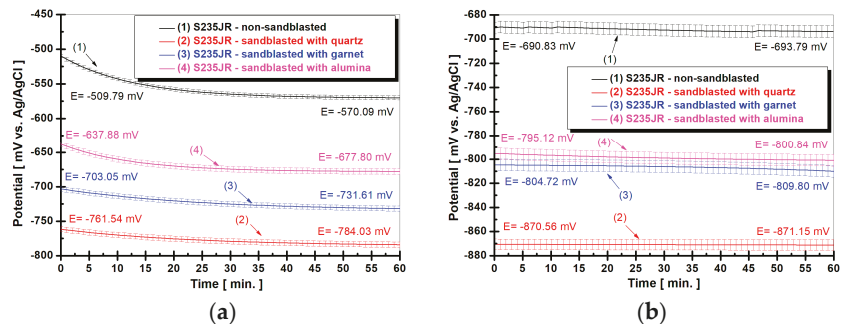 (a)
-450
-500
-550
-600
-650
-700
-750
-800
Potential [ mV vs. Ag/AgCl ]
(1) S235JR - non-sandblasted
(2) S235JR - sandblasted with quartz
(3) S235JR - sandblasted with garnet
(4) S235JR - sandblasted with alumina
(1)
E= -509.79 mV
E= -570.09 mV
E= -637.88 mV
(4)
E= -677.80 mV
E= -703.05 mV
(3)
E= -731.61 mV
E= -761.54 mV
(2)
E= -784.03 mV
0 5 10 15 20 25 30 35 40 45 50 55 60
Time [ min. ]
(a)
-680
-700
-720
-740
-760
-780
-800
-820
-840
-860
-880
Potential [ mV vs. Ag/AgCl ]
E= -690.83 mV
(1)
E= -693.79 mV
(1) S235JR - non-sandblasted
(2) S235JR - sandblasted with quartz
(3) S235JR - sandblasted with garnet
(4) S235JR - sandblasted with alumina
E= -795.12 mV
(4)
E= -800.84 mV
E= -804.72 mV
(3)
E= -809.80 mV
E= -870.56 mV
(2)
E= -871.15 mV
0 5 10 15 20 25 30 35 40 45 50 55 60
Time [ min. ]
(b)